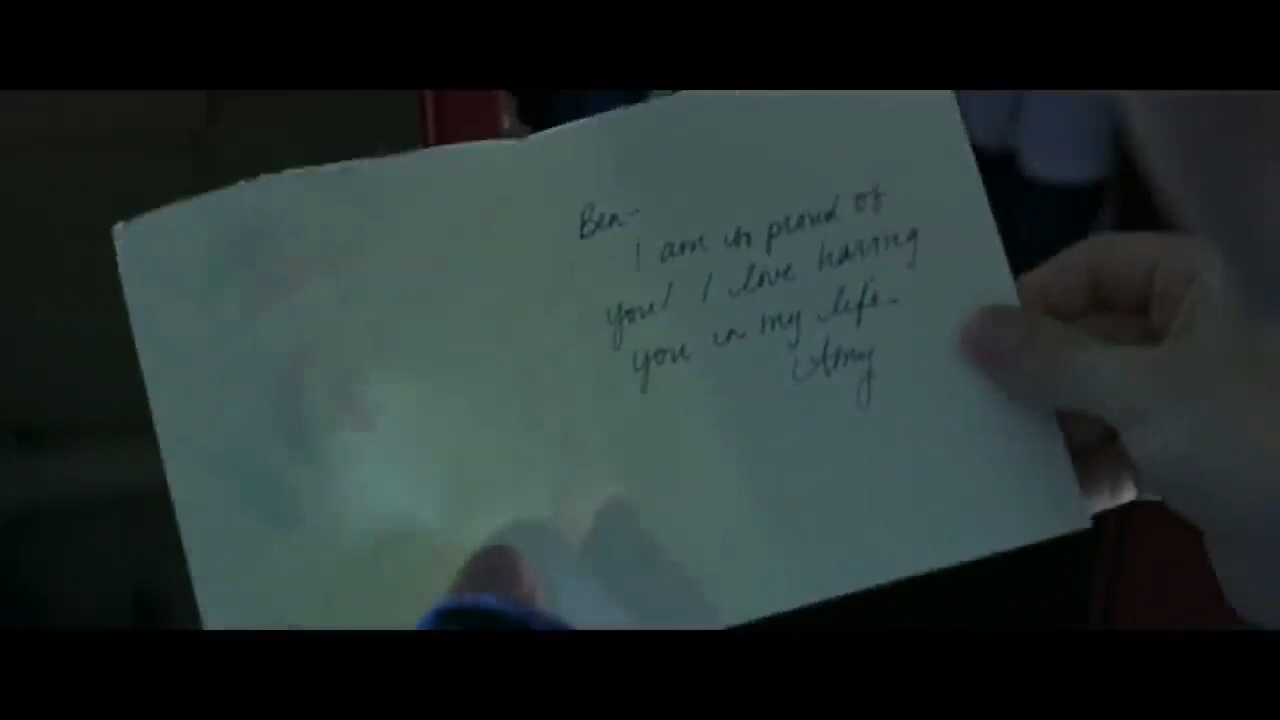 Ben-
I am so proud of
you! I love having
you in my life.
Amy